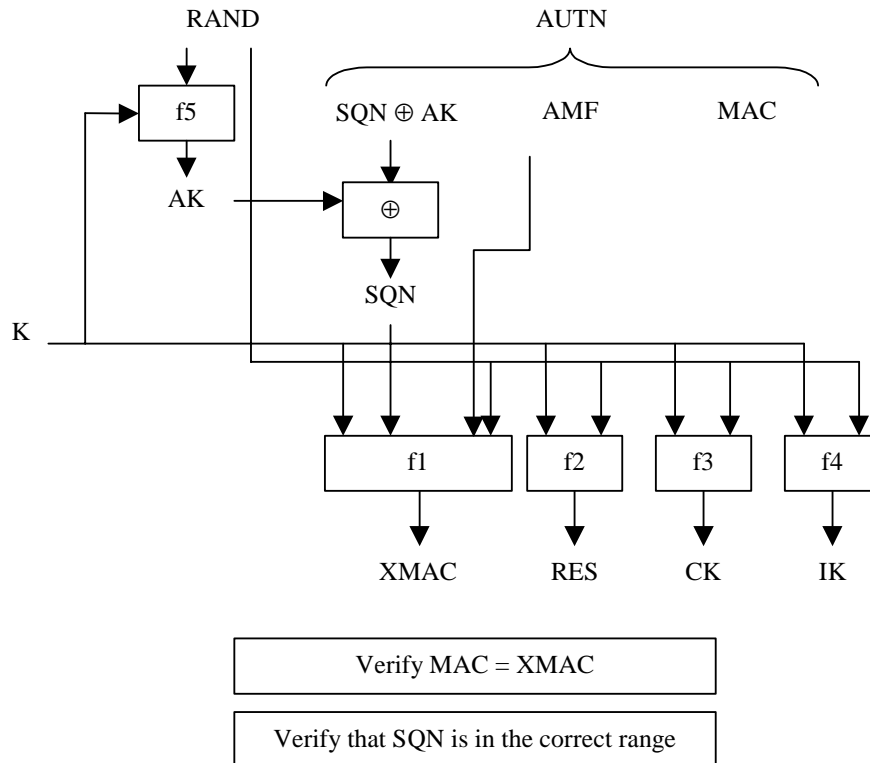 RAND AUTN
f5 SQN ⊕ AK AMF MAC
AK ⊕
SQN
K
f1 f2 f3 f4
XMAC RES CK IK
Verify MAC = XMAC
Verify that SQN is in the correct range